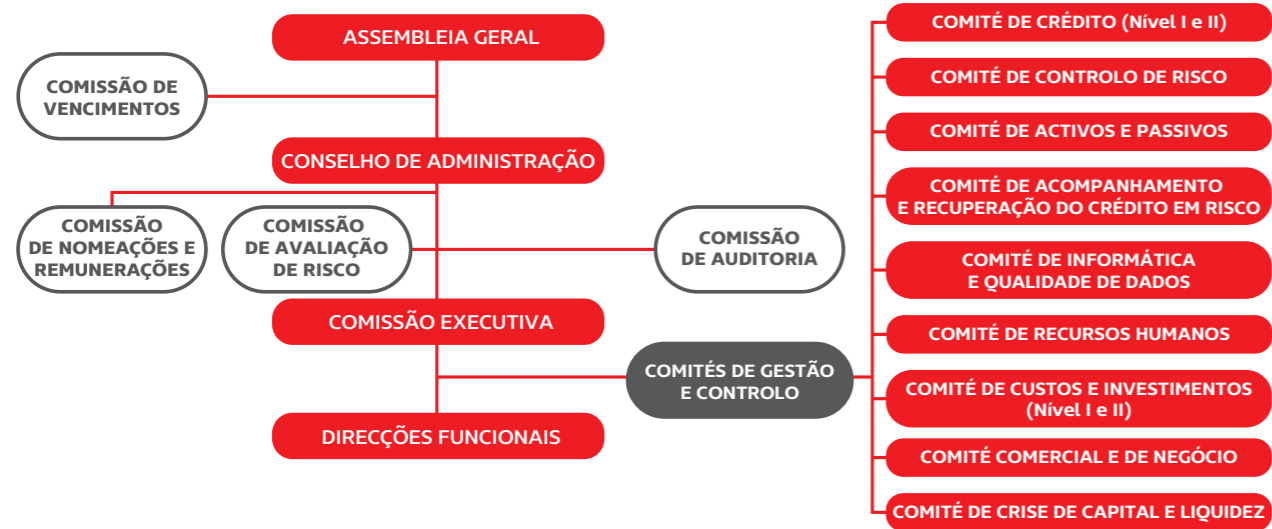 ASSEMBLEIA GERAL
COMISSÃO DE
VENCIMENTOS
CONSELHO DE ADMINISTRAÇÃO
COMISSÃO
DE NOMEAÇÕES E
REMUNERAÇÕES
COMISSÃO
DE AVALIAÇÃO
DE RISCO
COMISSÃO
DE AUDITORIA
COMISSÃO EXECUTIVA
COMITÉS DE GESTÃO
E CONTROLO
DIRECÇÕES FUNCIONAIS
COMITÉ DE CRÉDITO (Nível I e II)
COMITÉ DE CONTROLO DE RISCO
COMITÉ DE ACTIVOS E PASSIVOS
COMITÉ DE ACOMPANHAMENTO
E RECUPERAÇÃO DO CRÉDITO EM RISCO
COMITÉ DE INFORMÁTICA
E QUALIDADE DE DADOS
COMITÉ DE RECURSOS HUMANOS
COMITÉ DE CUSTOS E INVESTIMENTOS
(Nível I e II)
COMITÉ COMERCIAL E DE NEGÓCIO
COMITÉ DE CRISE DE CAPITAL E LIQUIDEZ